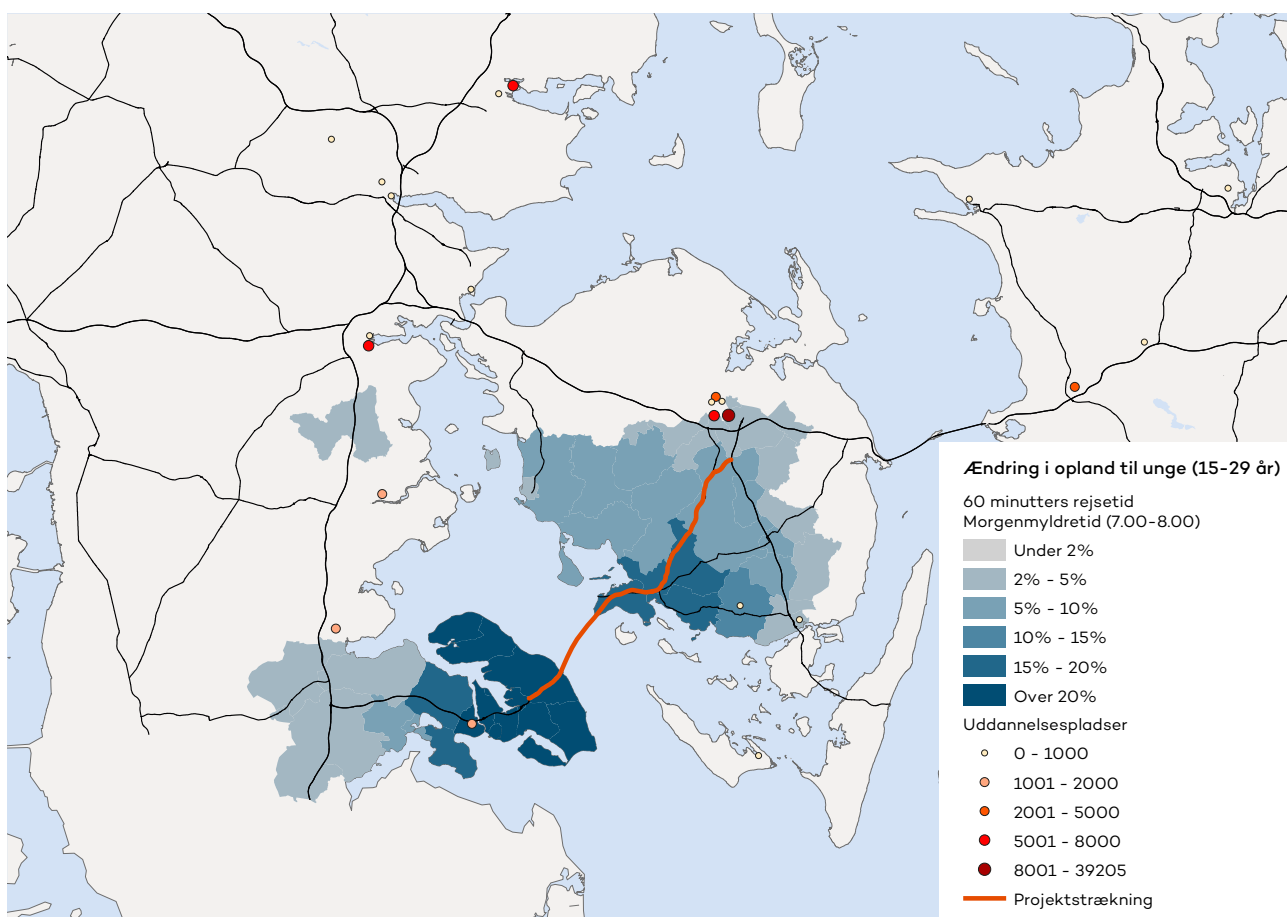 Ændring i opland til unge (15-29 år)
60 minutters rejsetid
Morgenmyldretid (7.00-8.00)
Under 2%
2% - 5%
5% - 10%
10% - 15%
15% - 20%
Over 20%
Uddannelsespladser
0 - 1000
1001 - 2000
2001 - 5000
5001 - 8000
8001 - 39205
Projektstrækning